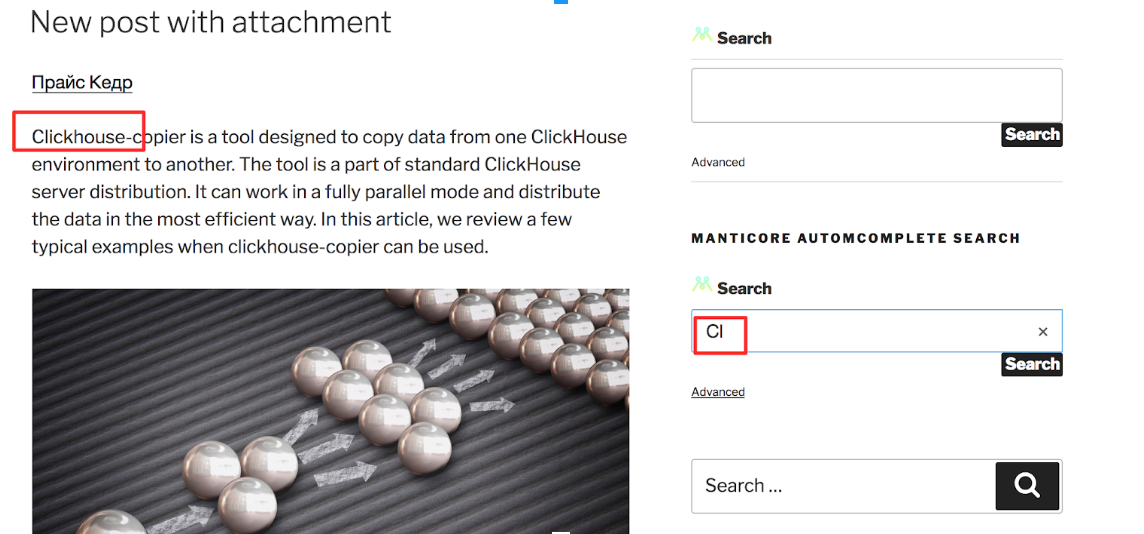 New post with attachment
Прайс Кедр
Clickhouse-copier is a tool designed to copy data from one ClickHouse
environment to another. The tool is a part of standard ClickHouse
server distribution. It can work in a fully parallel mode and distribute
the data in the most efficient way. In this article, we review a few
typical examples when clickhouse-copier can be used.
Search
Search
Advanced
MANTICORE AUTOMCOMPLETE SEARCH
Search
Cl
×
Search
Advanced
Search ...